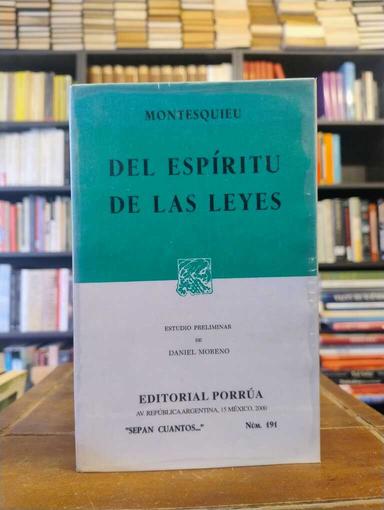 MONTESQUIEU
DEL ESPÍRITU
DE LAS LEYES
ESTUDIO PRELIMINAR
DE
DANIEL MORENO
EDITORIAL PORRÚA
AV. REPÚBLICA ARGENTINA, 15 MÉXICO, 2000
"SEPAN CUANTOS..." NÚM. 191